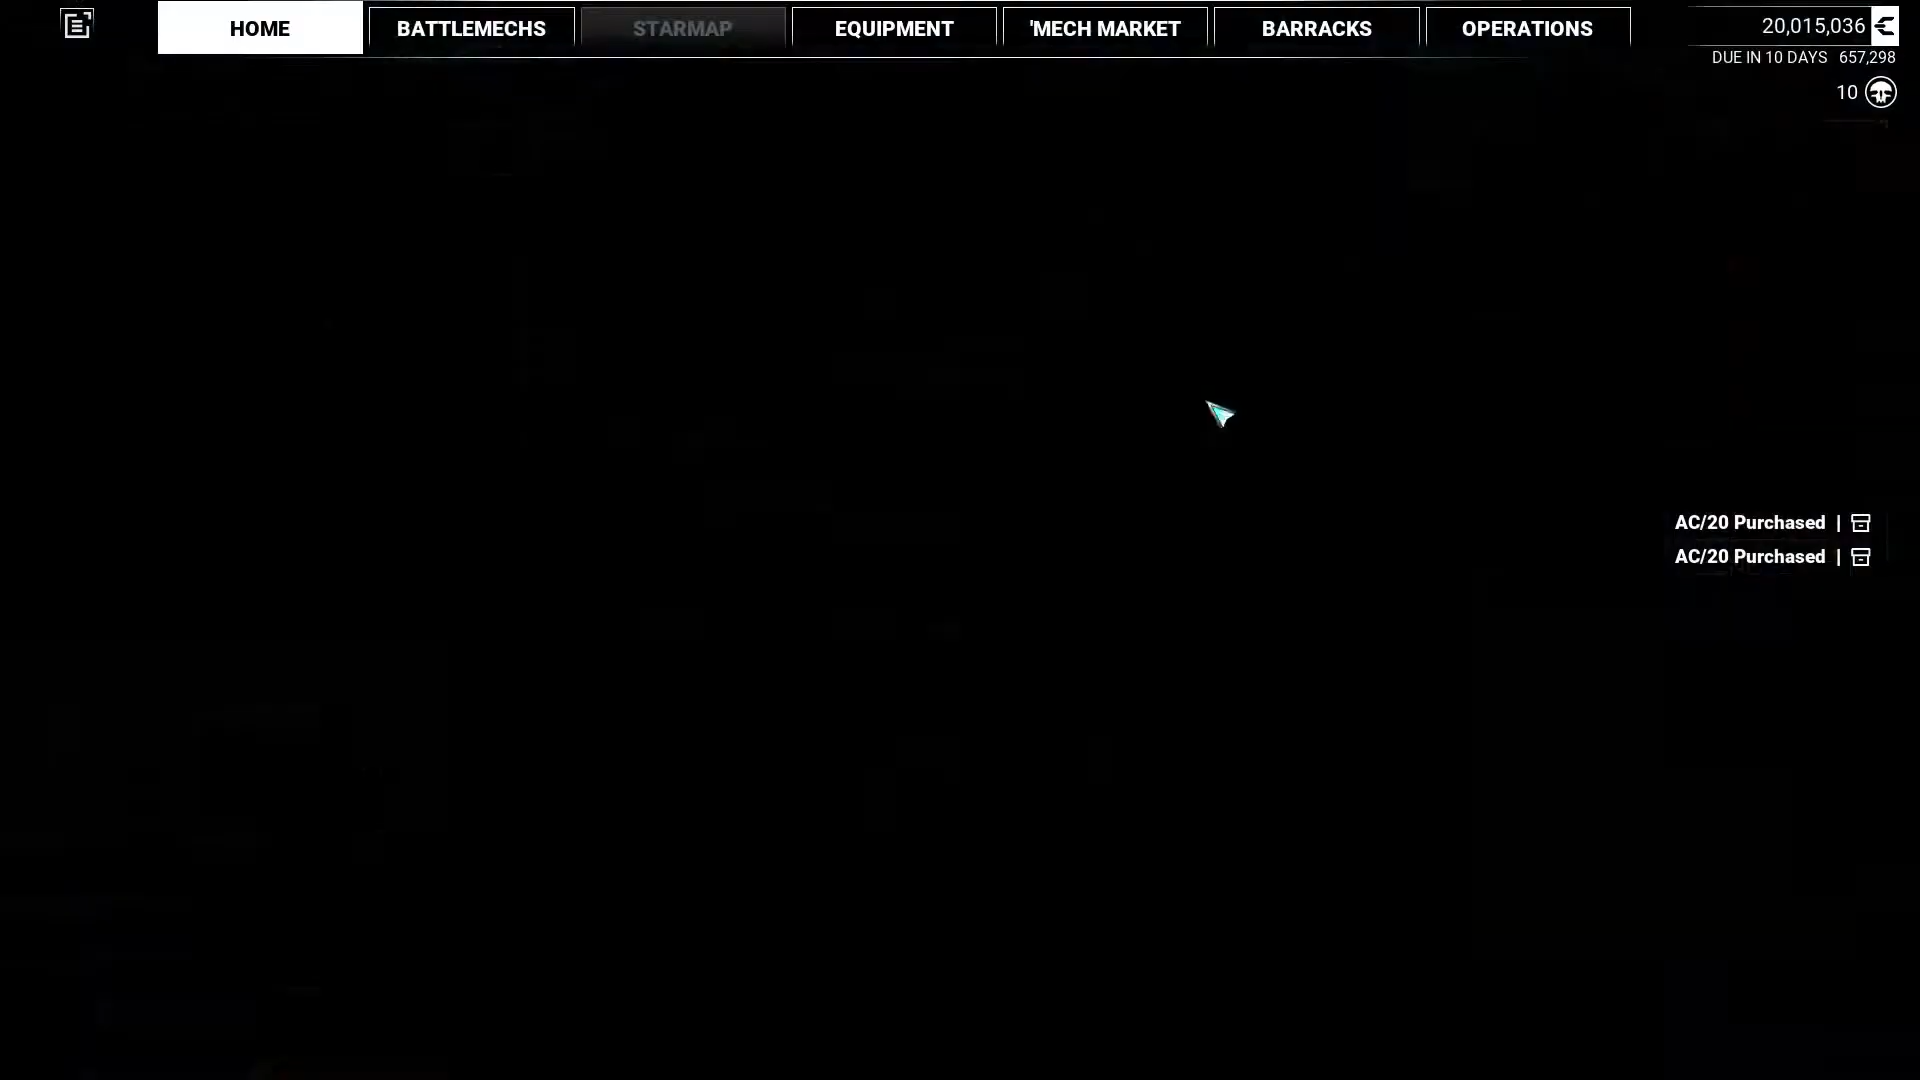 HOME
BATTLEMECHS
STARMAP
EQUIPMENT
'MECH MARKET
BARRACKS
OPERATIONS
20,015,036
DUE IN 10 DAYS 657,298
10
AC/20 Purchased |
AC/20 Purchased |